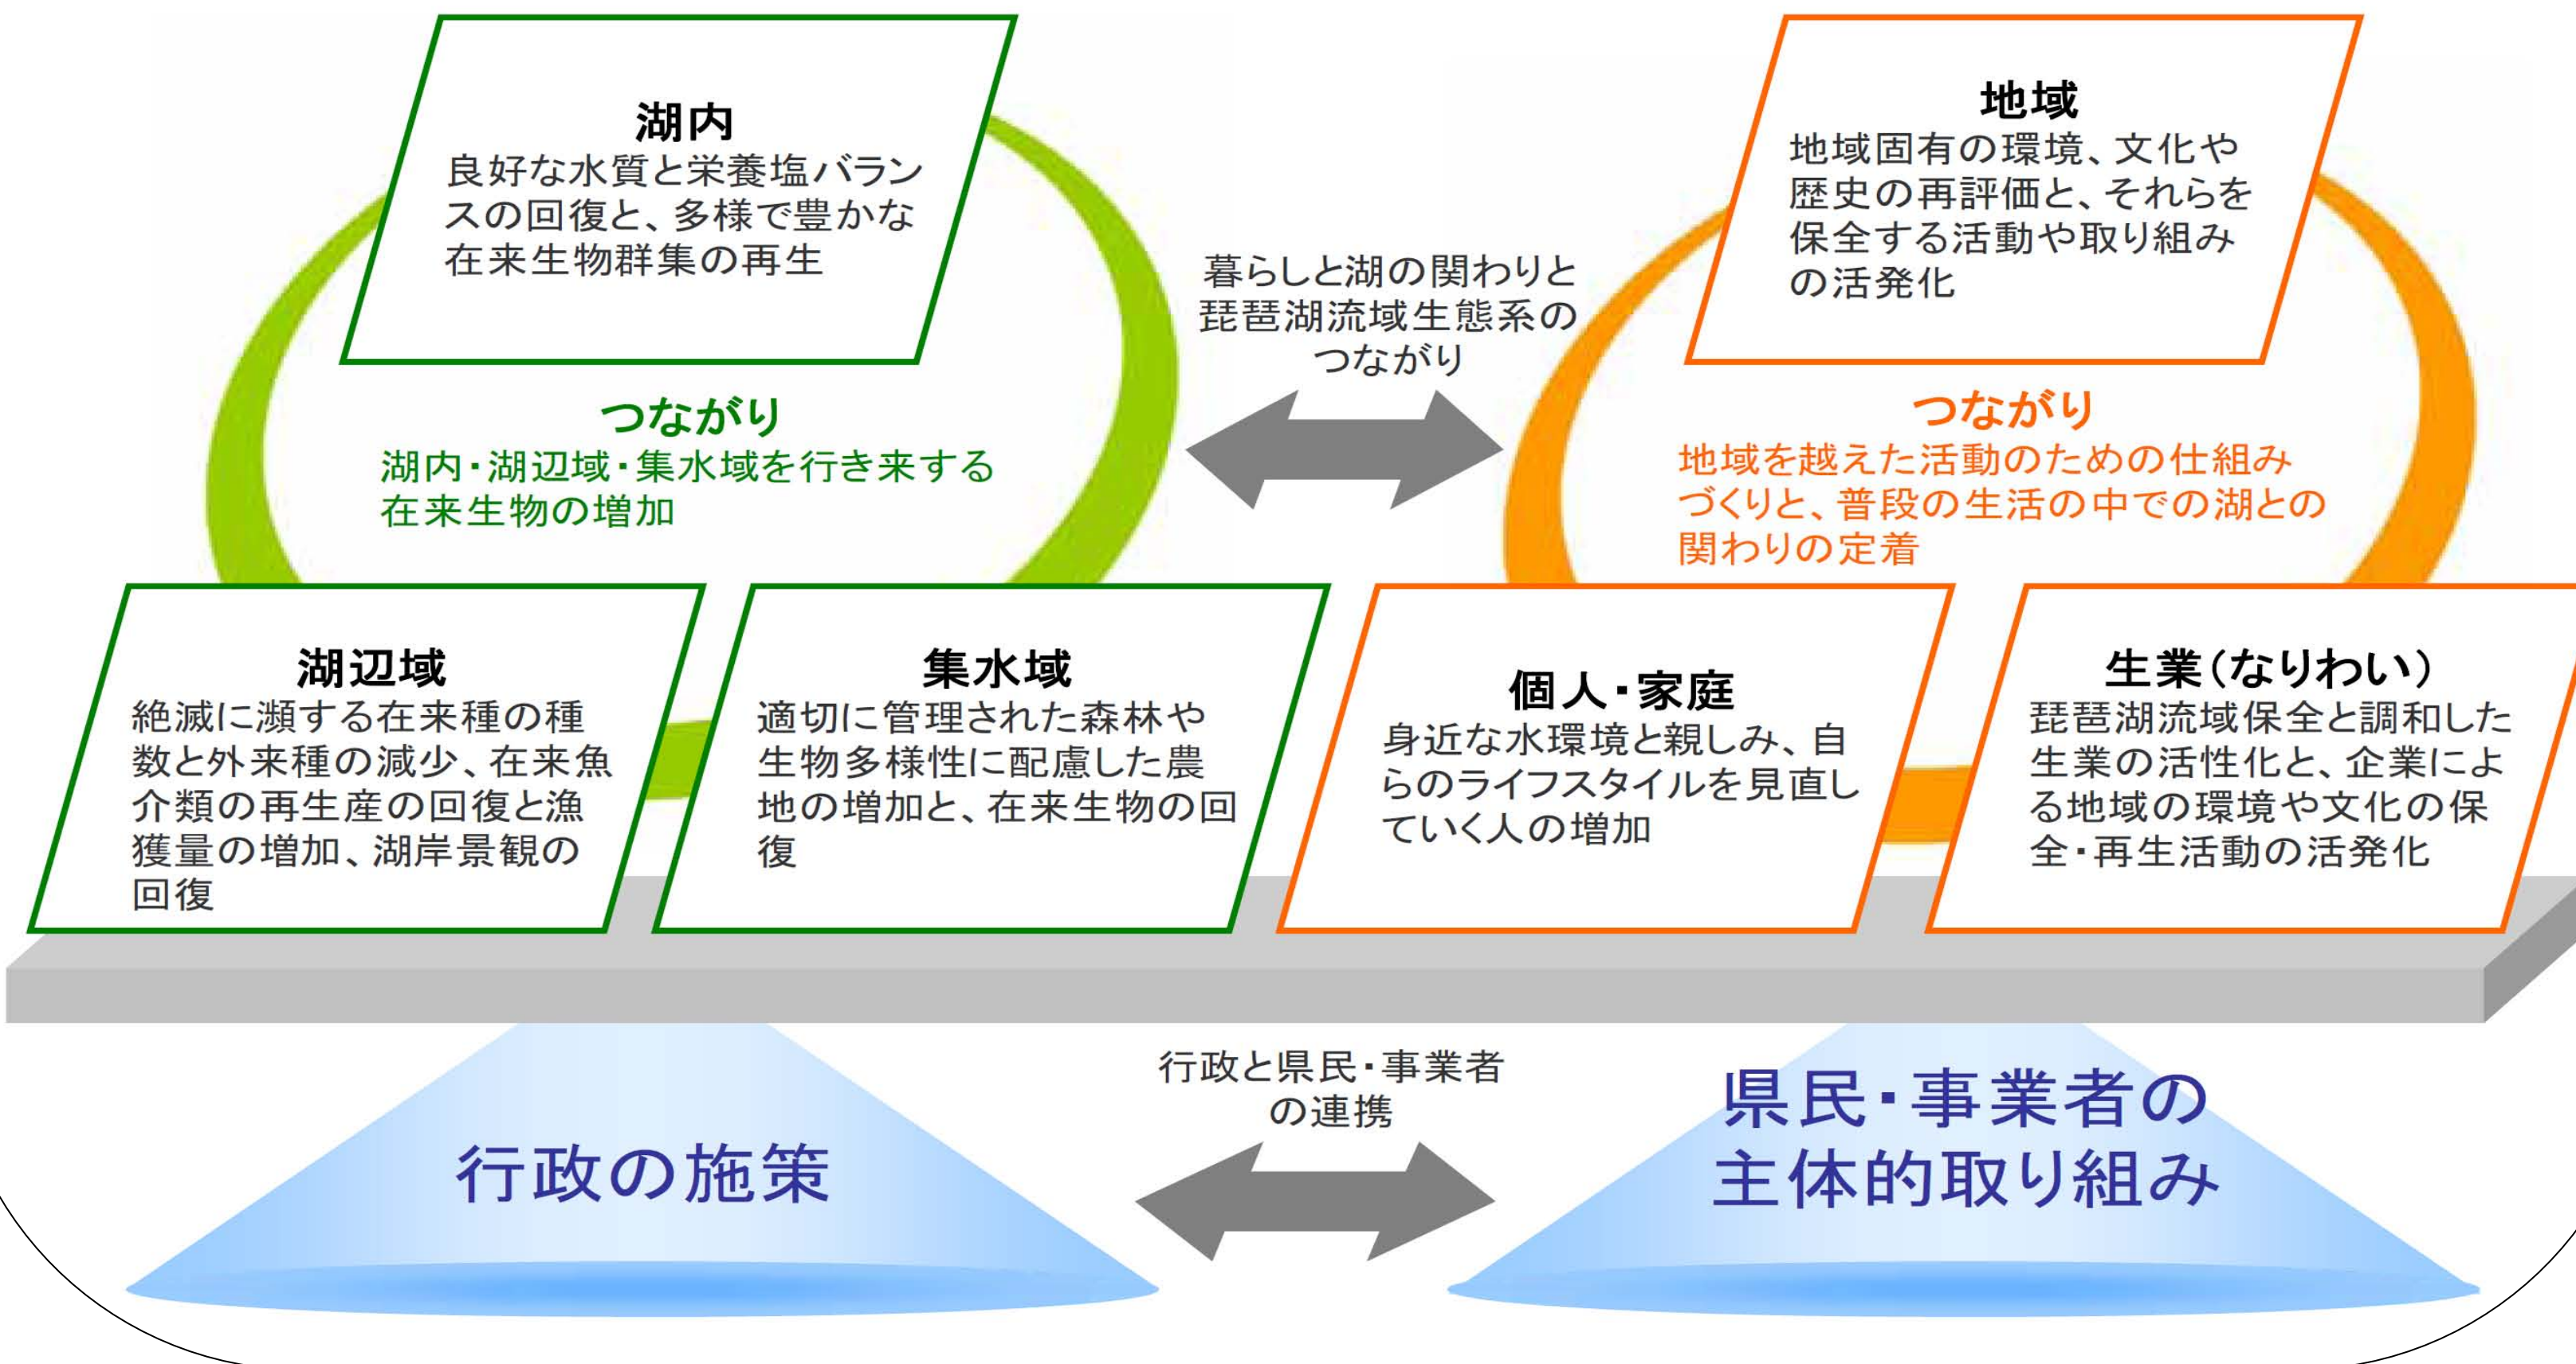 湖内
良好な水質と栄養塩バラン
スの回復と、多様で豊かな
在来生物群集の再生
つながり
湖内・湖辺域・集水域を行き来する
在来生物の増加
湖辺域
絶滅に瀕する在来種の種
数と外来種の減少、在来魚
介類の再生産の回復と漁
獲量の増加、湖岸景観の
回復
集水域
適切に管理された森林や
生物多様性に配慮した農
地の増加と、在来生物の回
復
暮らしと湖の関わりと
琵琶湖流域生態系の
つながり
地域
地域固有の環境、文化や
歴史の再評価と、それらを
保全する活動や取り組み
の活発化
つながり
地域を越えた活動のための仕組み
づくりと、普段の生活の中での湖との
関わりの定着
個人・家庭
身近な水環境と親しみ、自
らのライフスタイルを見直し
ていく人の増加
生業(なりわい)
琵琶湖流域保全と調和した
生業の活性化と、企業によ
る地域の環境や文化の保
全・再生活動の活発化
行政の施策
行政と県民・事業者
の連携
県民・事業者の
主体的取り組み